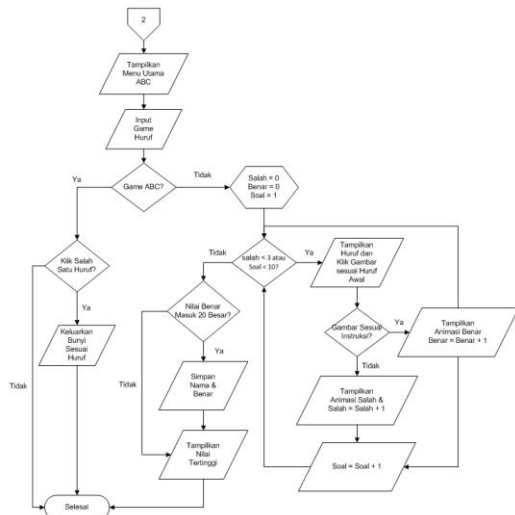 2
Tampilkan
Menu Utama
ABC
Input
Game
Huruf
Game ABC?
Ya
Tidak
Salah = 0
Benar = 0
Soal = 1
Klik Salah
Satu Huruf?
Ya
Tidak
Keluarkan
Bunyi
Sesuai
Huruf
salah < 3 atau
Soal < 10?
Tidak
Ya
Tampilkan
Huruf dan
Klik Gambar
sesuai Huruf
Awal
Nilai Benar
Masuk 20 Besar?
Ya
Tidak
Gambar Sesuai
Instruksi?
Ya
Tidak
Tampilkan
Animasi Benar
Benar = Benar + 1
Simpan
Nama &
Benar
Tampilkan
Animasi Salah &
Salah = Salah + 1
Tampilkan
Nilai
Tertinggi
Soal = Soal + 1
Selesai